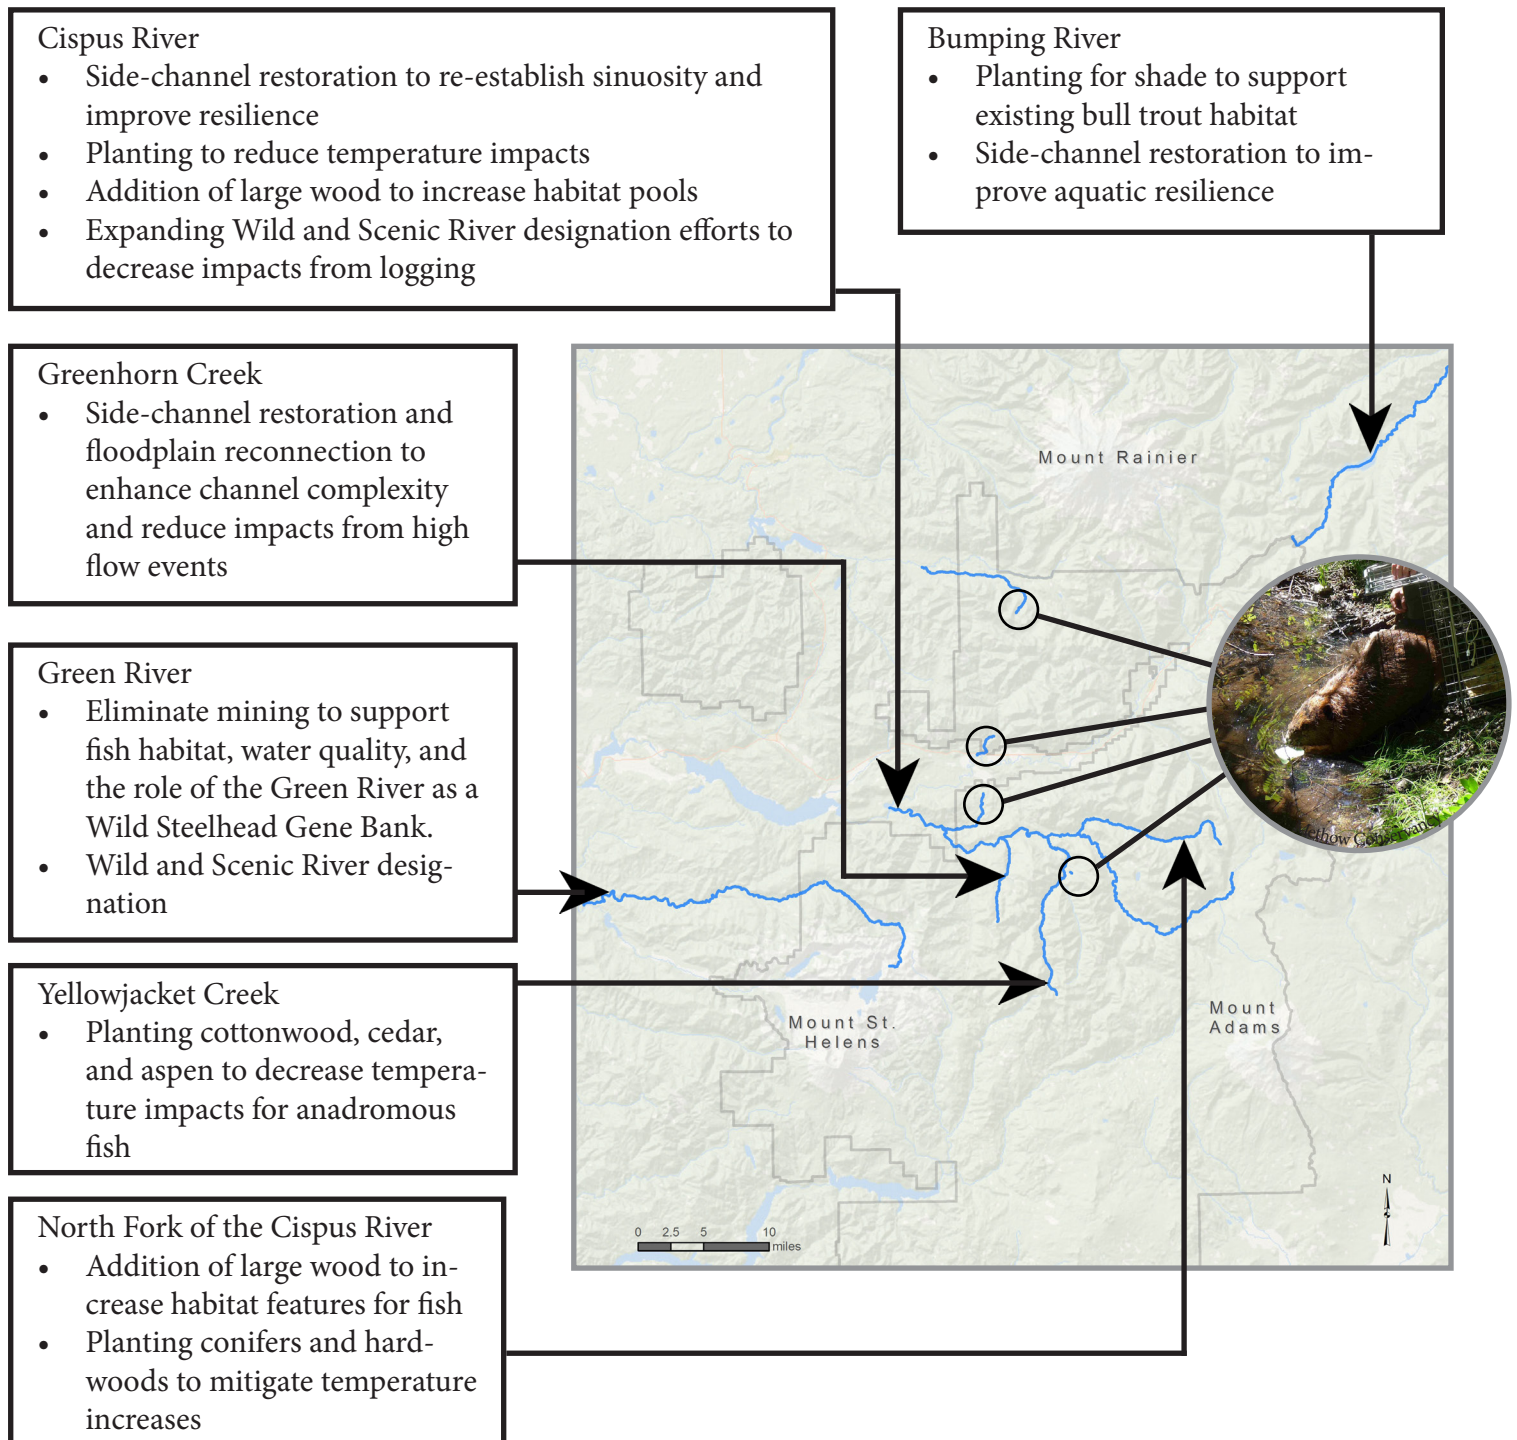 Cispus River
• Side-channel restoration to re-establish sinuosity and
improve resilience
• Planting to reduce temperature impacts
• Addition of large wood to increase habitat pools
• Expanding Wild and Scenic River designation efforts to
decrease impacts from logging
Bumping River
• Planting for shade to support
existing bull trout habitat
• Side-channel restoration to im-
prove aquatic resilience
Greenhorn Creek
• Side-channel restoration and
floodplain reconnection to
enhance channel complexity
and reduce impacts from high
flow events
Green River
• Eliminate mining to support
fish habitat, water quality, and
the role of the Green River as a
Wild Steelhead Gene Bank.
• Wild and Scenic River desig-
nation
Yellowjacket Creek
• Planting cottonwood, cedar,
and aspen to decrease tempera-
ture impacts for anadromous
fish
North Fork of the Cispus River
• Addition of large wood to in-
crease habitat features for fish
• Planting conifers and hard-
woods to mitigate temperature
increases
Mount Rainier
Mount St.
Helens
Mount
Adams
Conservancy
N
0 2.5 5 10
miles